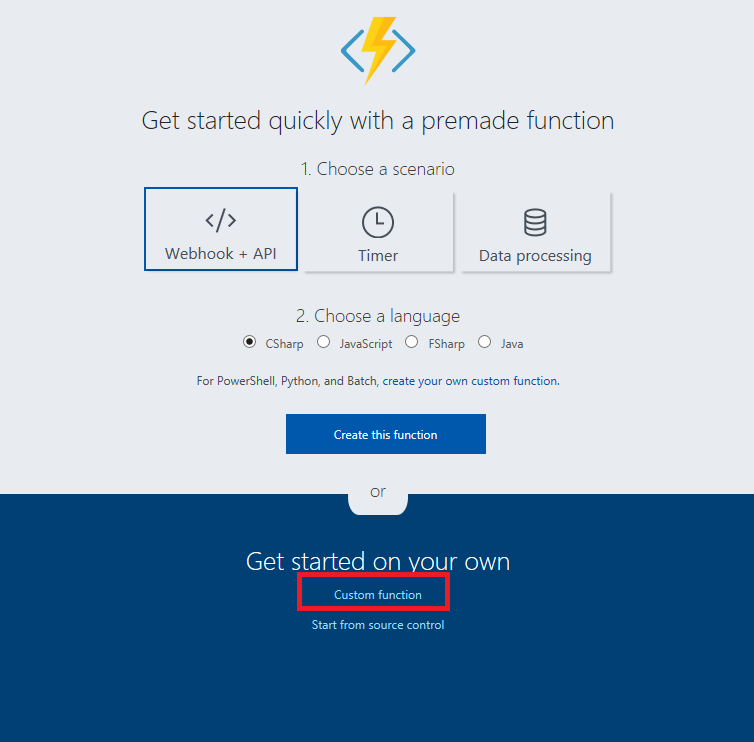 Get started quickly with a premade function
1. Choose a scenario
Webhook + API
Timer
Data processing
2. Choose a language
CSharp JavaScript FSharp Java
For PowerShell, Python, and Batch, create your own custom function.
Create this function
or
Get started on your own
Custom function
Start from source control